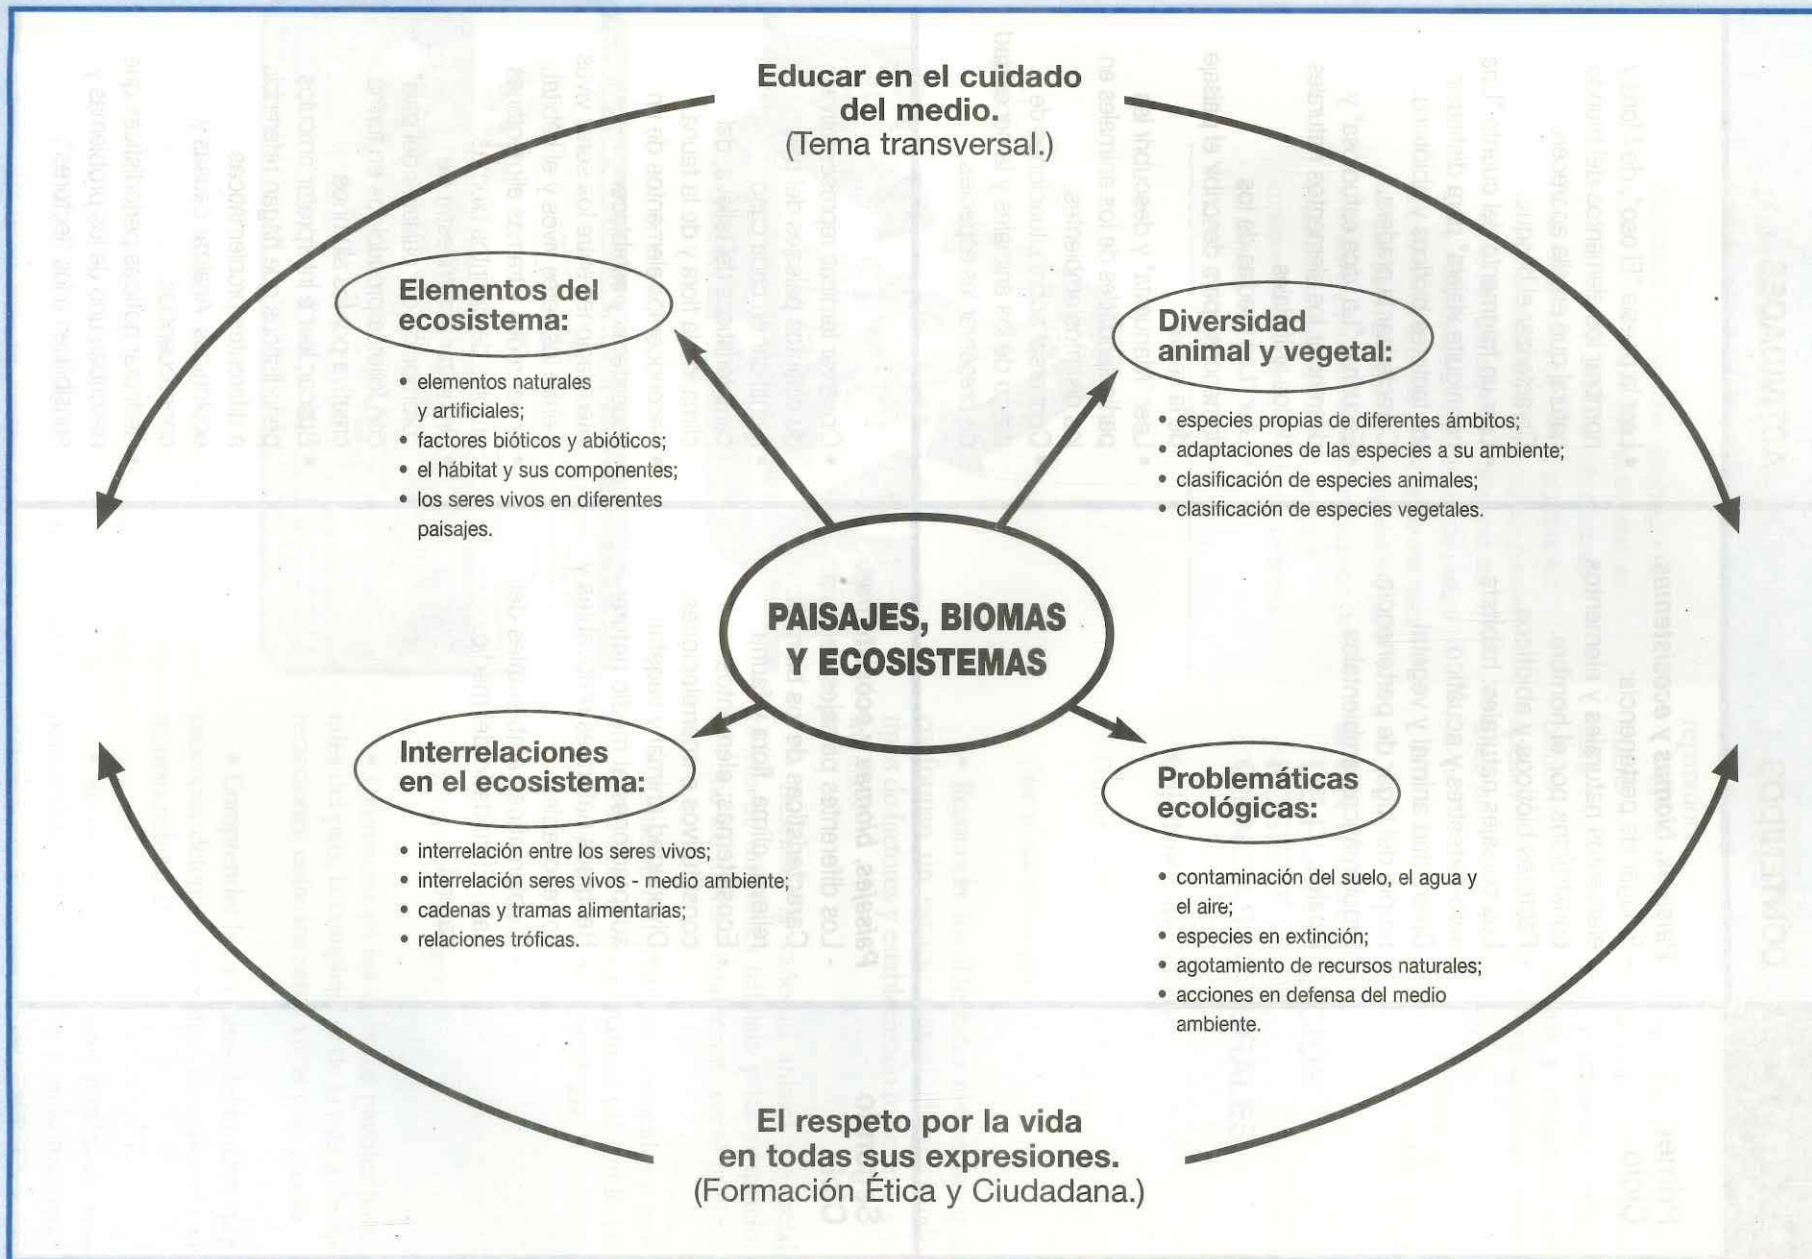 Educar en el cuidado
del medio.
(Tema transversal.)
Elementos del
ecosistema:
• elementos naturales
y artificiales;
• factores bióticos y abióticos;
• el hábitat y sus componentes;
• los seres vivos en diferentes
paisajes.
Diversidad
animal y vegetal:
• especies propias de diferentes ámbitos;
• adaptaciones de las especies a su ambiente;
• clasificación de especies animales;
• clasificación de especies vegetales.
PAISAJES, BIOMAS
Y ECOSISTEMAS
Interrelaciones
en el ecosistema:
• interrelación entre los seres vivos;
• interrelación seres vivos - medio ambiente;
• cadenas y tramas alimentarias;
• relaciones tróficas.
Problemáticas
ecológicas:
• contaminación del suelo, el agua y
el aire;
• especies en extinción;
• agotamiento de recursos naturales;
• acciones en defensa del medio
ambiente.
El respeto por la vida
en todas sus expresiones.
(Formación Ética y Ciudadana.)